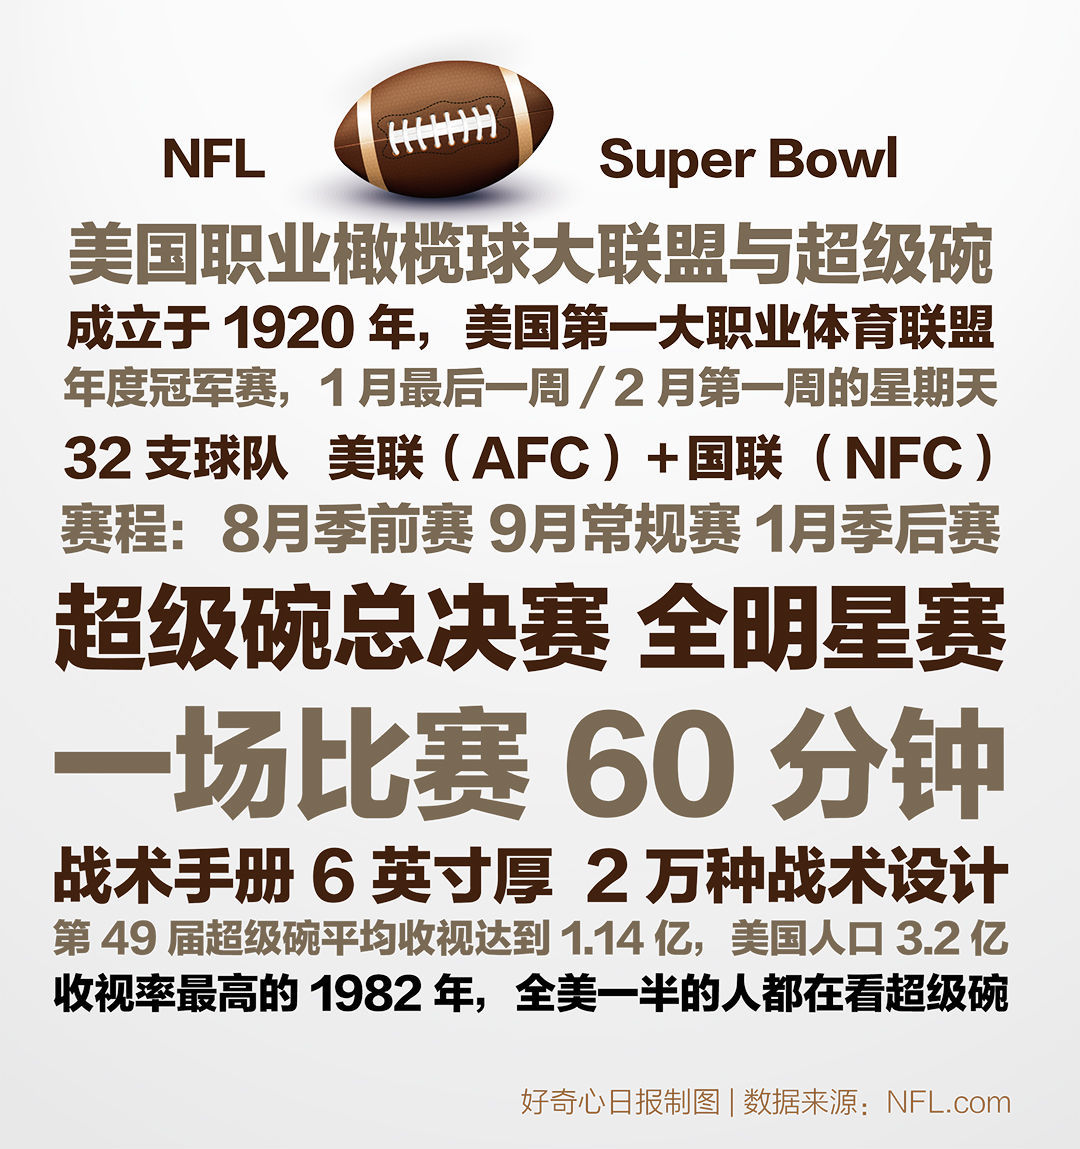 NFL Super Bowl
美国职业橄榄球大联盟与超级碗
成立于 1920 年，美国第一大职业体育联盟
年度冠军赛，1 月最后一周 / 2 月第一周的星期天
32 支球队 美联（AFC）+国联（NFC）
赛程：8月季前赛 9月常规赛 1月季后赛
超级碗总决赛 全明星赛
一场比赛 60 分钟
战术手册 6 英寸厚 2 万种战术设计
第 49 届超级碗平均收视达到 1.14 亿，美国人口 3.2 亿
收视率最高的 1982 年，全美一半的人都在看超级碗
好奇心日报制图 | 数据来源：NFL.com